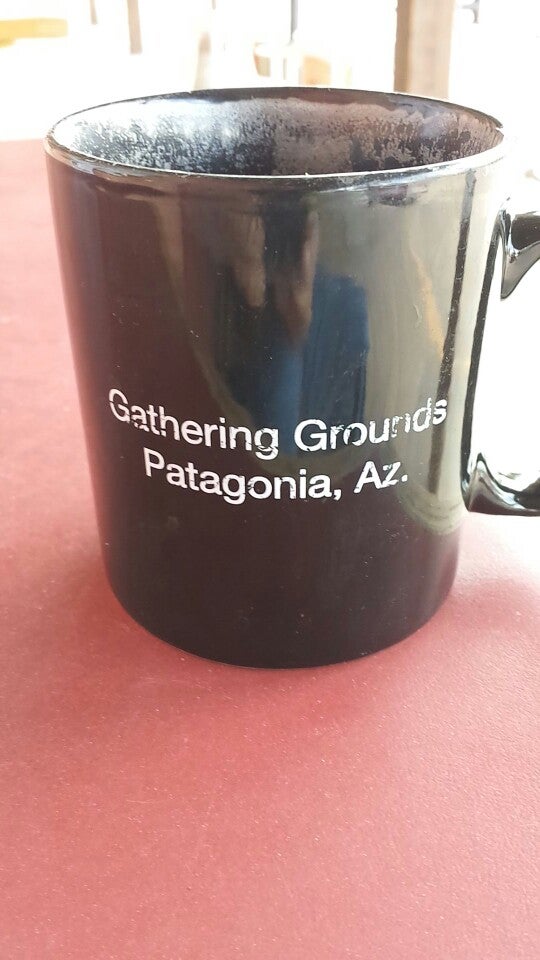 Gathering Grounds
Patagonia, Az.